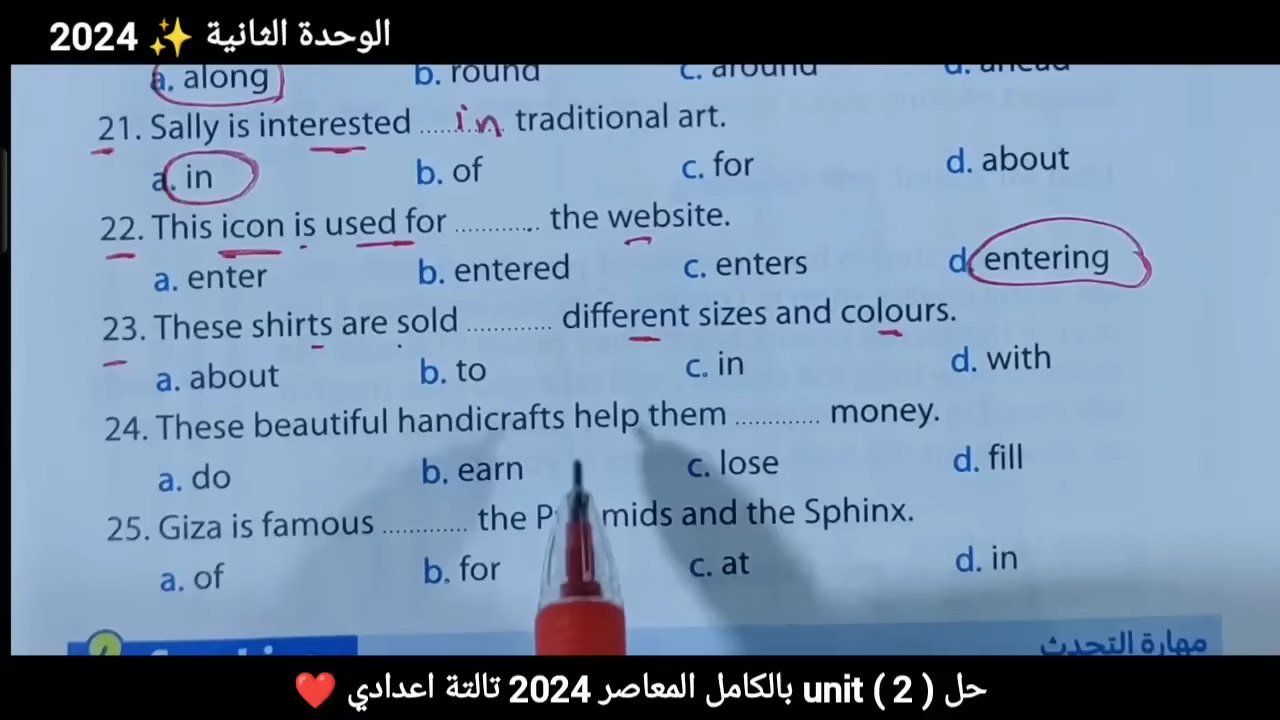 الوحدة الثانية ✨ 2024
a. along b. round c. around d. ahead
21. Sally is interested ...in... traditional art.
a. in b. of c. for d. about
22. This icon is used for ............ the website.
a. enter b. entered c. enters d. entering
23. These shirts are sold ............ different sizes and colours.
a. about b. to c. in d. with
24. These beautiful handicrafts help them ............ money.
a. do b. earn c. lose d. fill
25. Giza is famous ............ the P mids and the Sphinx.
a. of b. for c. at d. in
مهارة التحدث
حل unit ( 2 ) بالكامل المعاصر 2024 تالتة اعدادي ❤️